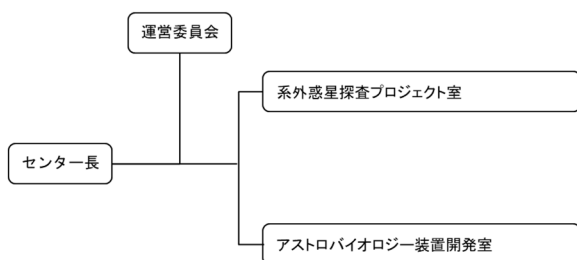 運営委員会
系外惑星探査プロジェクト室
センター長
アストロバイオロジー装置開発室